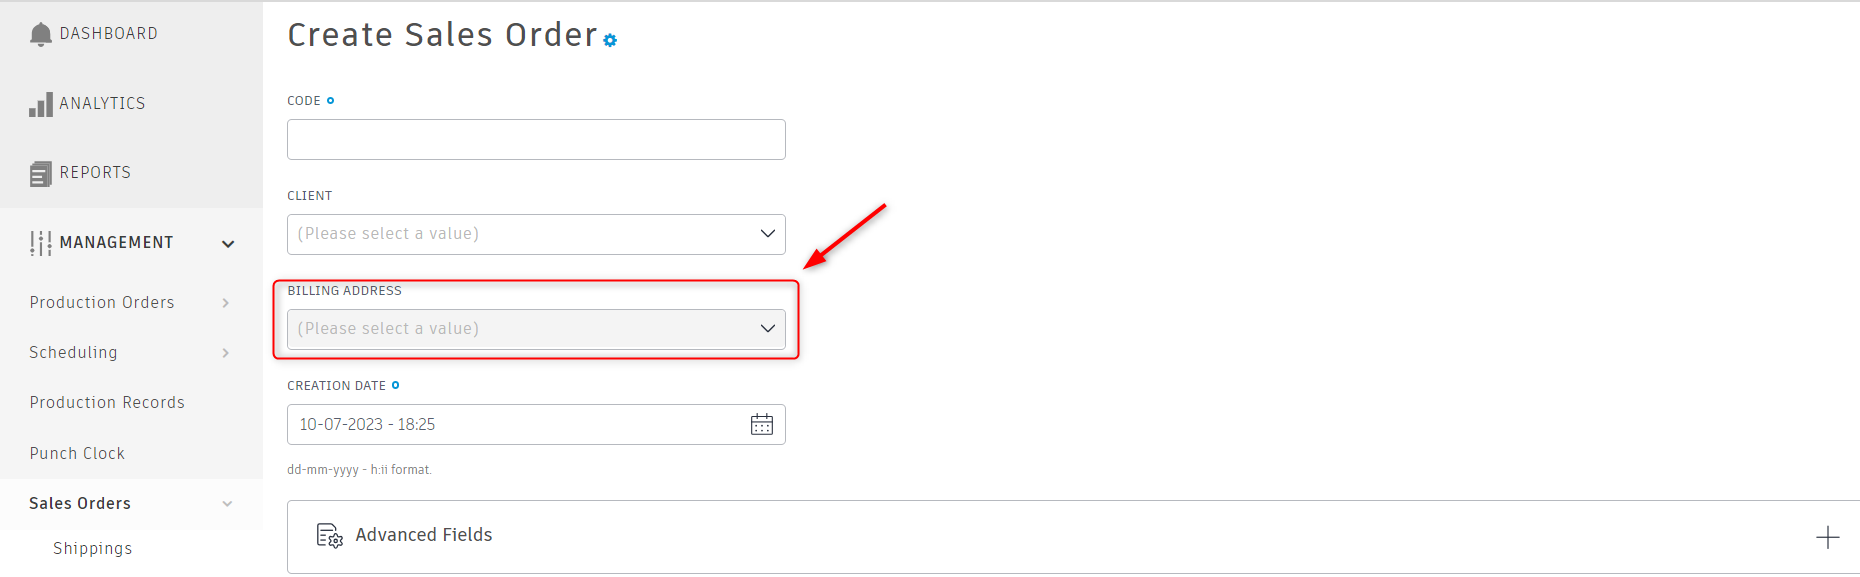 DASHBOARD
ANALYTICS
REPORTS
MANAGEMENT
Production Orders
Scheduling
Production Records
Punch Clock
Sales Orders
Shippings
Create Sales Order
CODE
CLIENT
(Please select a value)
BILLING ADDRESS
(Please select a value)
CREATION DATE
10-07-2023 - 18:25
dd-mm-yyyy - h:ii format.
Advanced Fields